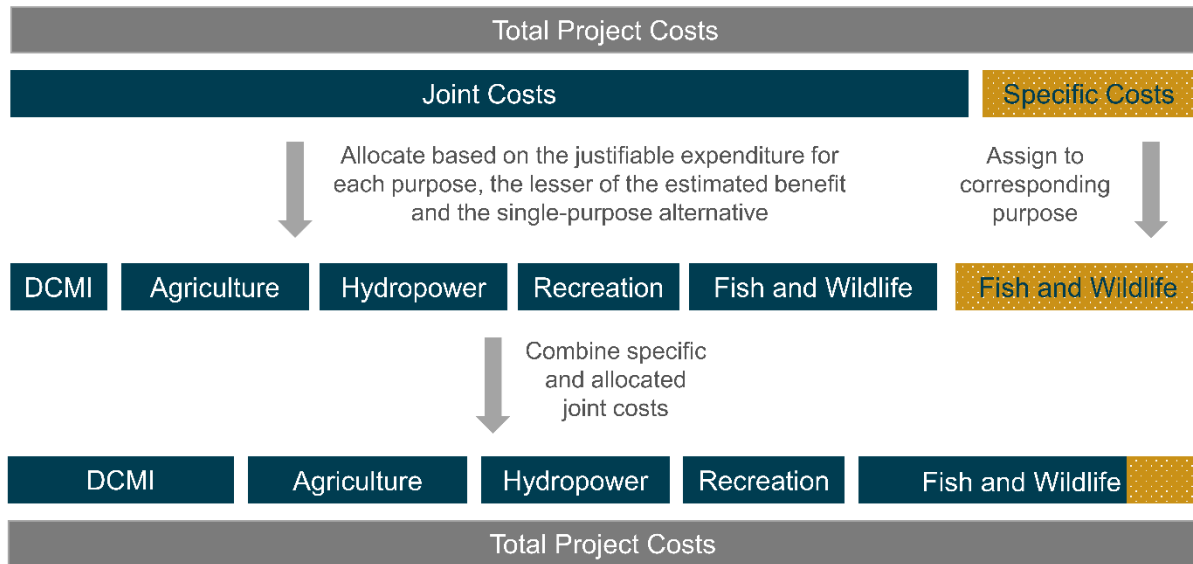 Total Project Costs
Joint Costs
Specific Costs
Allocate based on the justifiable expenditure for
each purpose, the lesser of the estimated benefit
and the single-purpose alternative
Assign to
corresponding
purpose
DCMI
Agriculture
Hydropower
Recreation
Fish and Wildlife
Fish and Wildlife
Combine specific
and allocated
joint costs
DCMI
Agriculture
Hydropower
Recreation
Fish and Wildlife
Total Project Costs